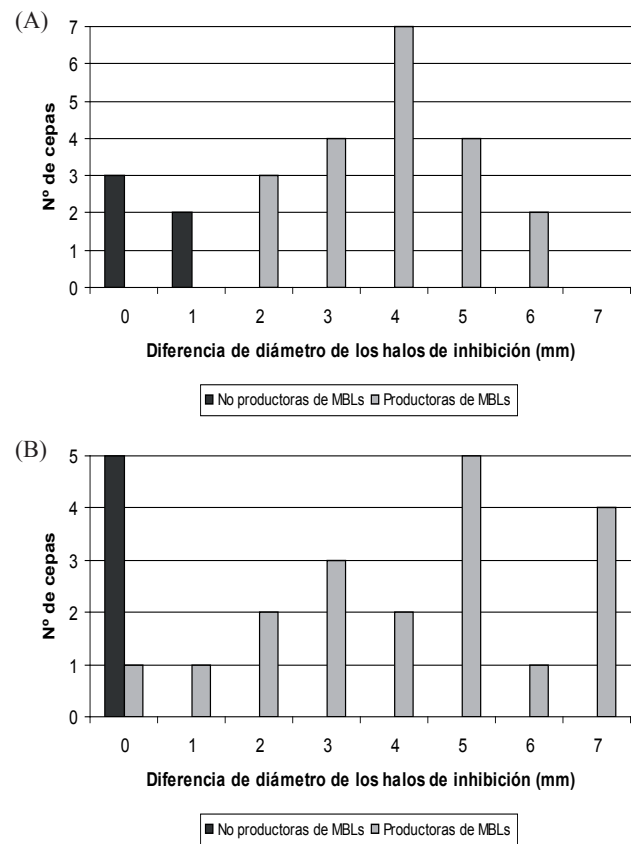 (A)
7
6
5
4
3
2
1
0
Nº de cepas
0 1 2 3 4 5 6 7
Diferencia de diámetro de los halos de inhibición (mm)
No productoras de MBLs Productoras de MBLs
(B)
5
4
3
2
1
0
Nº de cepas
0 1 2 3 4 5 6 7
Diferencia de diámetro de los halos de inhibición (mm)
No productoras de MBLs Productoras de MBLs